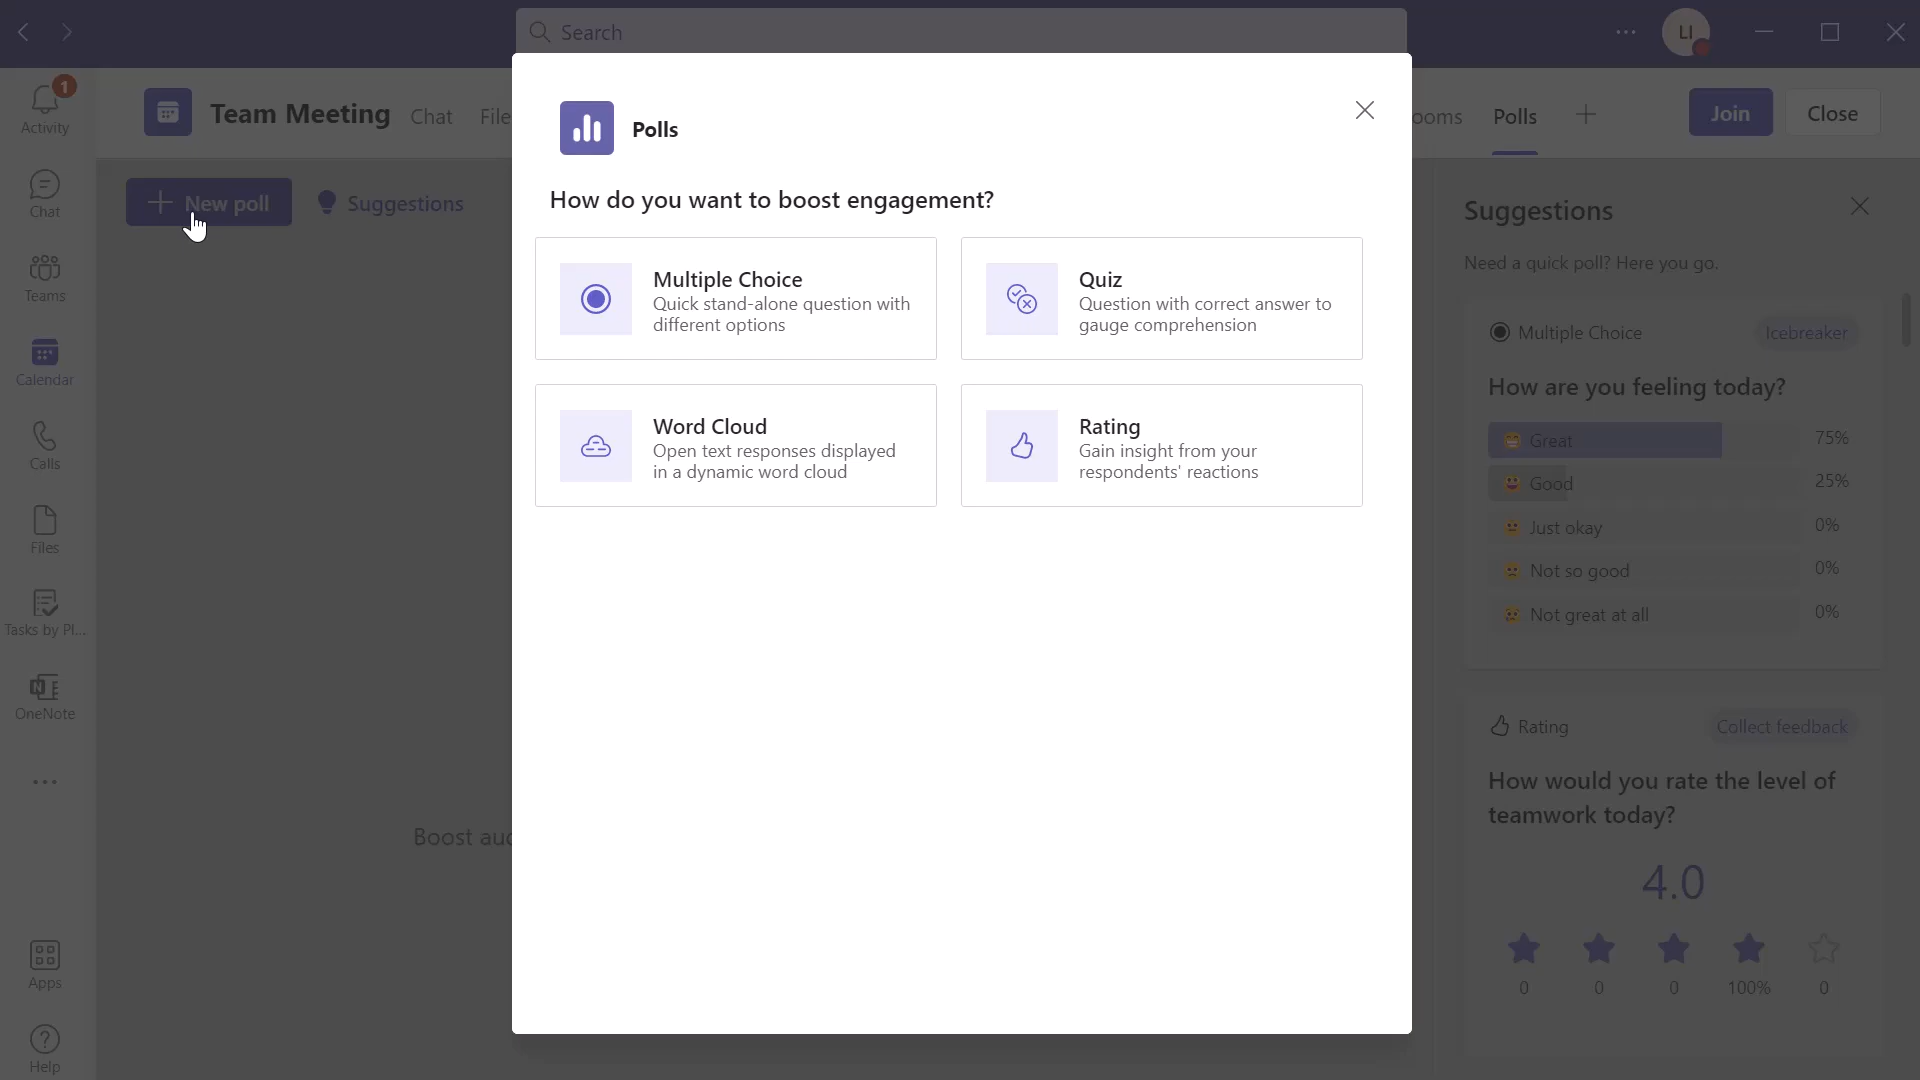 Search
LI
1
Activity
Chat
Teams
Calendar
Calls
Files
Tasks by Pl...
OneNote
Apps
Help
Team Meeting
Chat
File
ooms
Polls
Join
Close
New poll
Suggestions
Boost aud
Polls
How do you want to boost engagement?
Multiple Choice
Quick stand-alone question with
different options
Quiz
Question with correct answer to
gauge comprehension
Word Cloud
Open text responses displayed
in a dynamic word cloud
Rating
Gain insight from your
respondents' reactions
Suggestions
Need a quick poll? Here you go.
Multiple Choice
Icebreaker
How are you feeling today?
Great 75%
Good 25%
Just okay 0%
Not so good 0%
Not great at all 0%
Rating
Collect feedback
How would you rate the level of
teamwork today?
4.0
0 0 0 100% 0